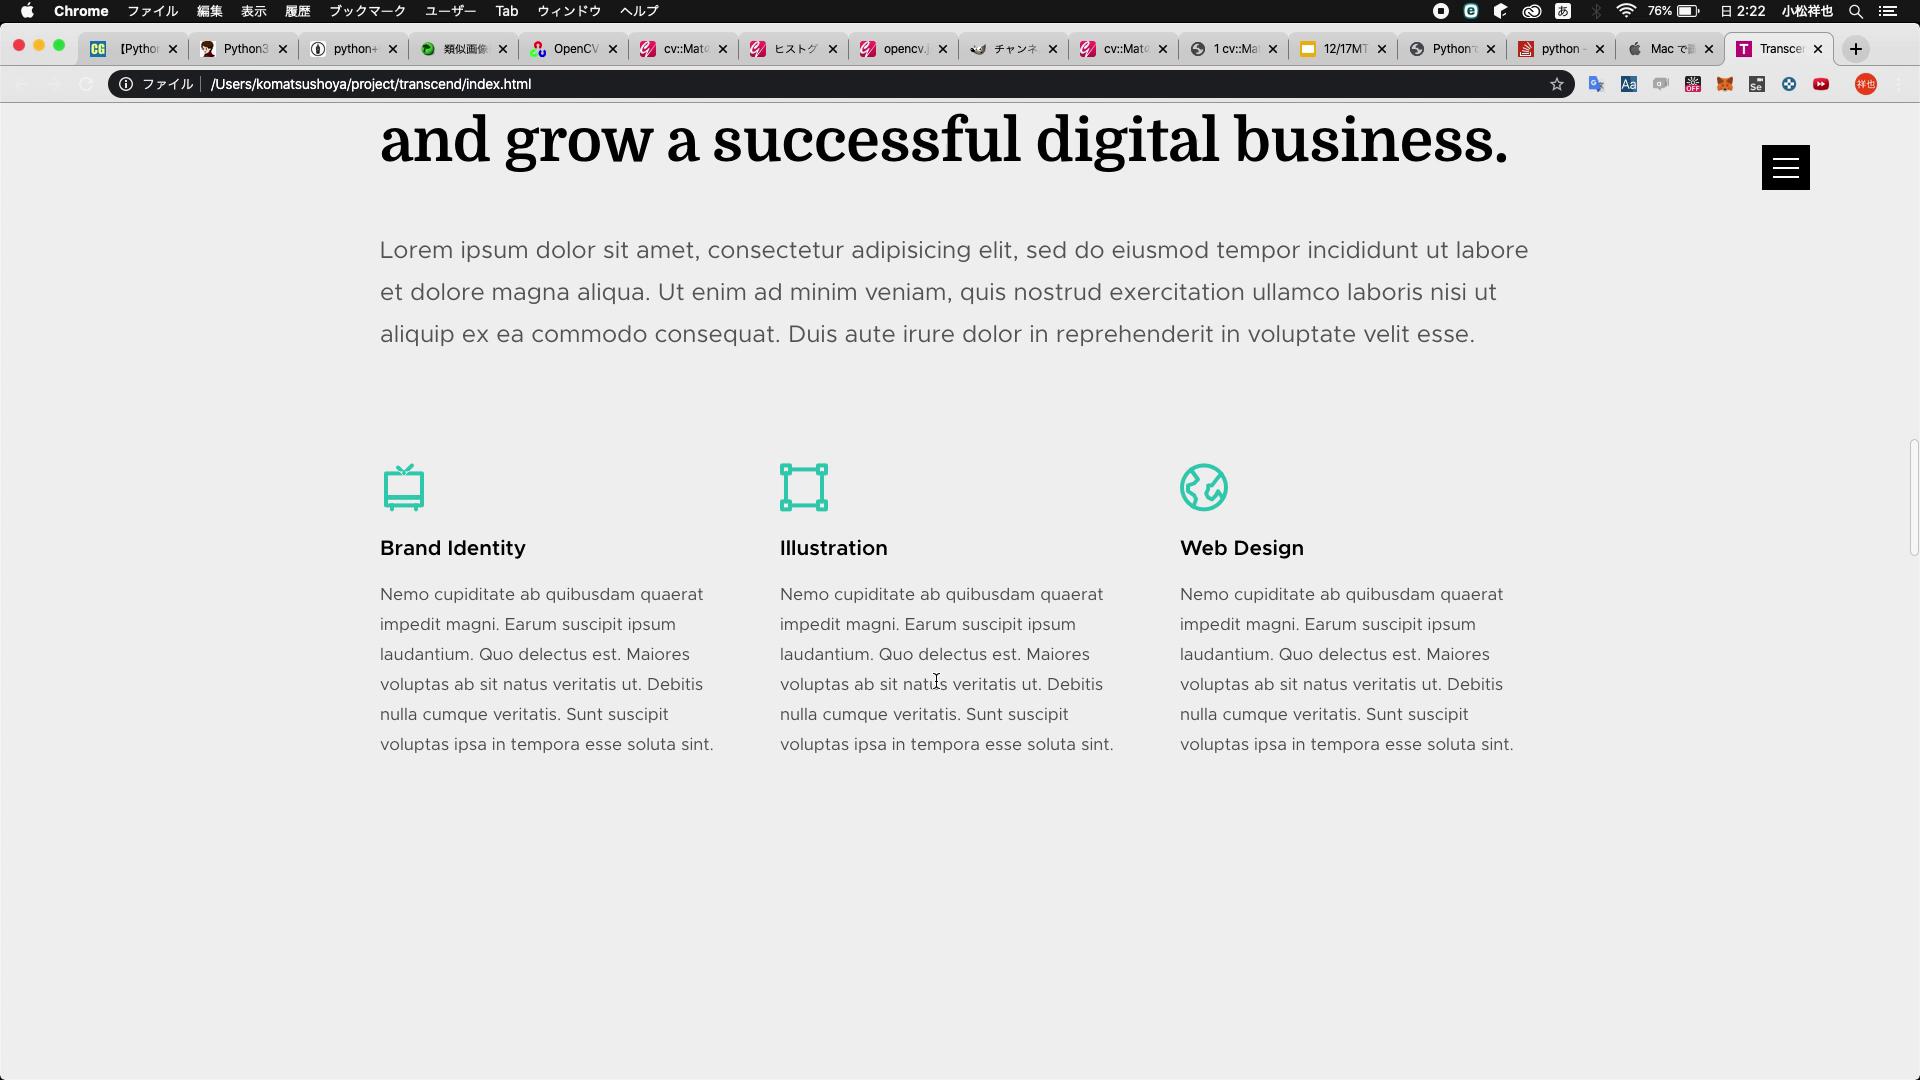 Chrome ファイル 編集 表示 履歴 ブックマーク ユーザー Tab ウィンドウ ヘルプ 76% 日 2:22 小松祥也
【Pytho Python3 python+ 類似画像 OpenCV cv::Mat ヒストグ opencv. チャンネ cv::Mat 1 cv::Ma 12/17MT Python python - Mac で Transce
ファイル /Users/komatsushoya/project/transcend/index.html 祥也
and grow a successful digital business.
Lorem ipsum dolor sit amet, consectetur adipisicing elit, sed do eiusmod tempor incididunt ut labore
et dolore magna aliqua. Ut enim ad minim veniam, quis nostrud exercitation ullamco laboris nisi ut
aliquip ex ea commodo consequat. Duis aute irure dolor in reprehenderit in voluptate velit esse.
Brand Identity
Nemo cupiditate ab quibusdam quaerat
impedit magni. Earum suscipit ipsum
laudantium. Quo delectus est. Maiores
voluptas ab sit natus veritatis ut. Debitis
nulla cumque veritatis. Sunt suscipit
voluptas ipsa in tempora esse soluta sint.
Illustration
Nemo cupiditate ab quibusdam quaerat
impedit magni. Earum suscipit ipsum
laudantium. Quo delectus est. Maiores
voluptas ab sit natus veritatis ut. Debitis
nulla cumque veritatis. Sunt suscipit
voluptas ipsa in tempora esse soluta sint.
Web Design
Nemo cupiditate ab quibusdam quaerat
impedit magni. Earum suscipit ipsum
laudantium. Quo delectus est. Maiores
voluptas ab sit natus veritatis ut. Debitis
nulla cumque veritatis. Sunt suscipit
voluptas ipsa in tempora esse soluta sint.